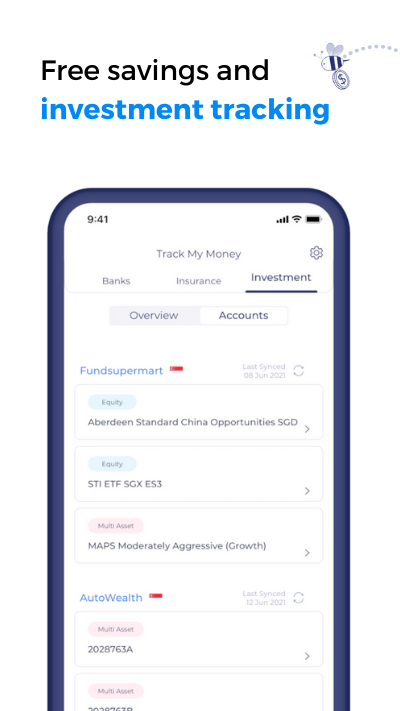 Free savings and
investment tracking
9:41
Track My Money
Banks
Insurance
Investment
Overview
Accounts
Fundsupermart
Last Synced
08 Jun 2021
Equity
Aberdeen Standard China Opportunities SGD
Equity
STI ETF SGX ES3
Multi Asset
MAPS Moderately Aggressive (Growth)
AutoWealth
Last Synced
12 Jun 2021
Multi Asset
2028763A
Multi Asset
2028763B